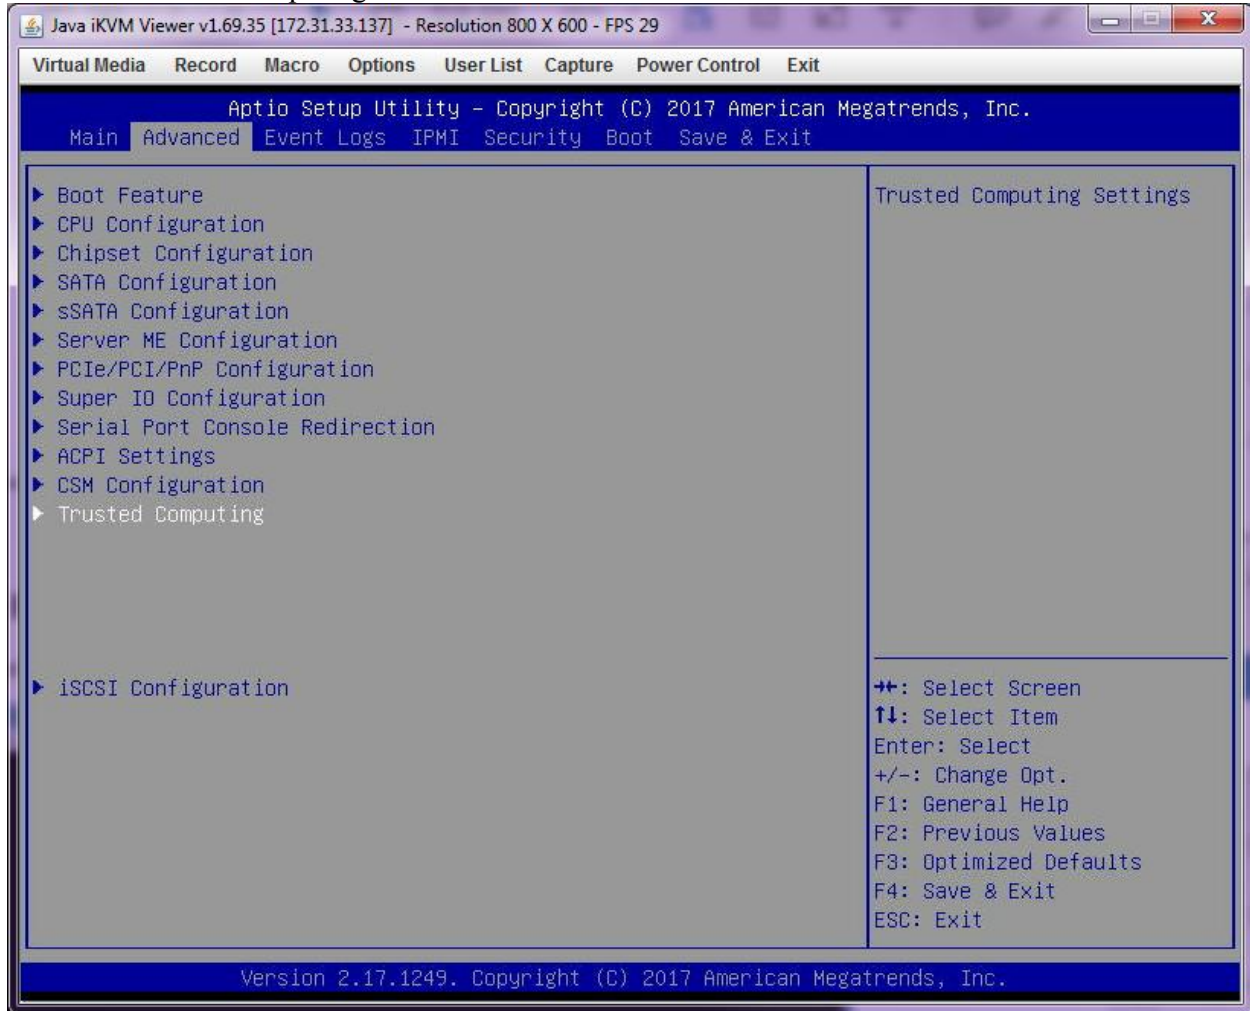 Java iKVM Viewer v1.69.35 [172.31.33.137] - Resolution 800 X 600 - FPS 29
Virtual Media Record Macro Options User List Capture Power Control Exit
Aptio Setup Utility – Copyright (C) 2017 American Megatrends, Inc.
Main Advanced Event Logs IPMI Security Boot Save & Exit
Boot Feature
CPU Configuration
Chipset Configuration
SATA Configuration
sSATA Configuration
Server ME Configuration
PCIe/PCI/PnP Configuration
Super IO Configuration
Serial Port Console Redirection
ACPI Settings
CSM Configuration
Trusted Computing
iSCSI Configuration
Trusted Computing Settings
→←: Select Screen
↑↓: Select Item
Enter: Select
+/-: Change Opt.
F1: General Help
F2: Previous Values
F3: Optimized Defaults
F4: Save & Exit
ESC: Exit
Version 2.17.1249. Copyright (C) 2017 American Megatrends, Inc.